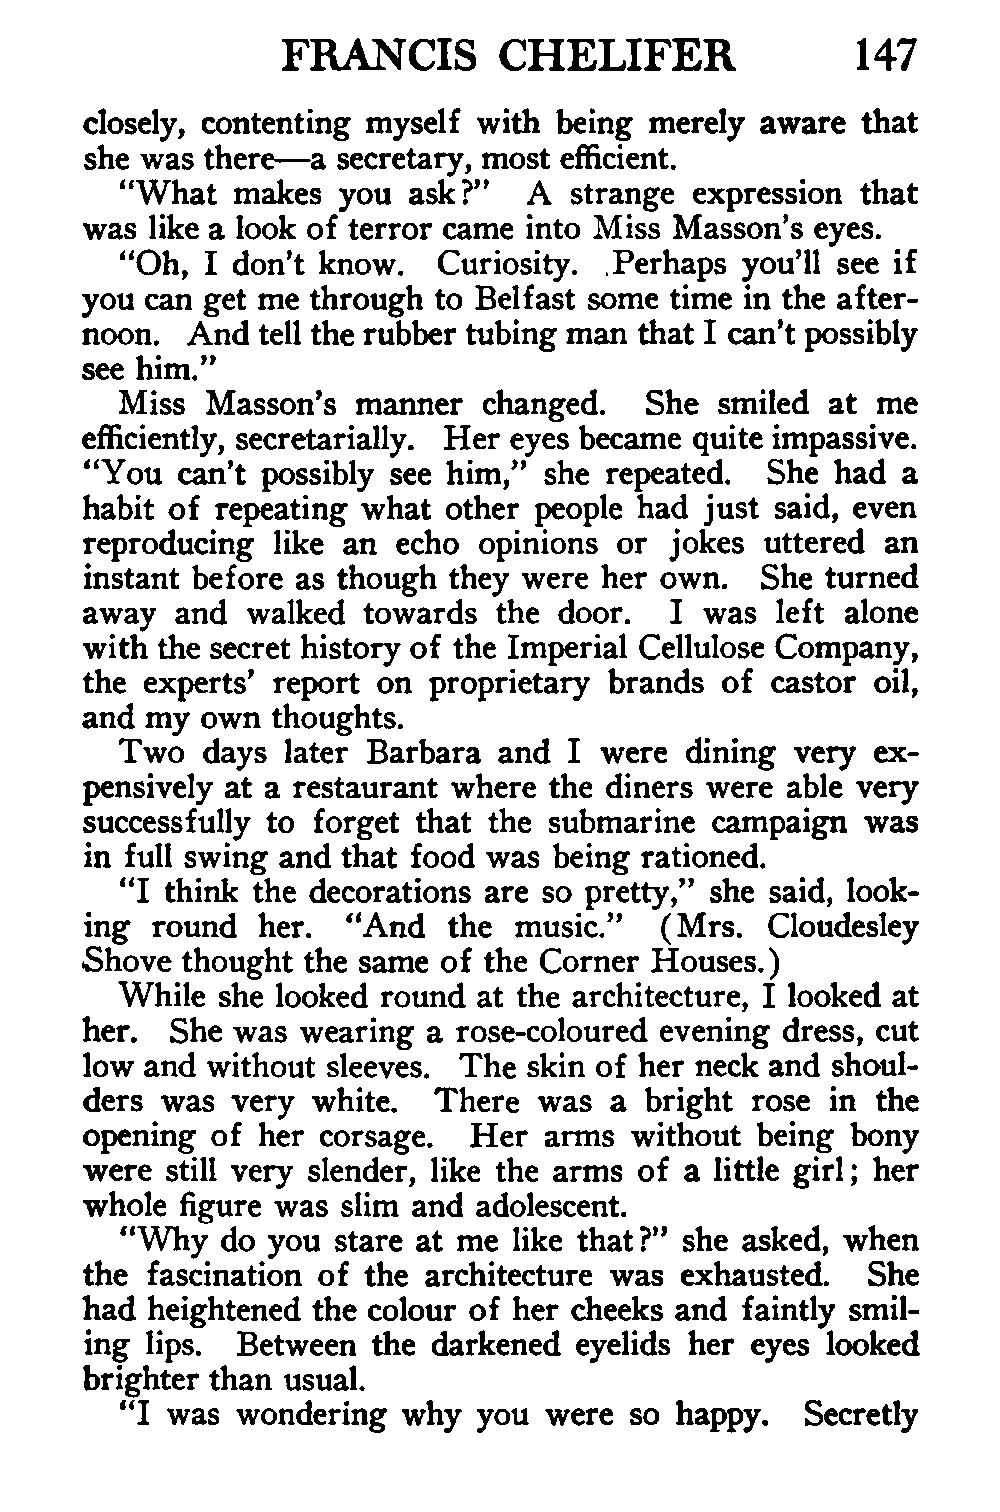 FRANCIS CHELIFER 147
closely, contenting myself with being merely aware that
she was there—a secretary, most efficient.
“What makes you ask?” A strange expression that
was like a look of terror came into Miss Masson’s eyes.
“Oh, I don’t know. Curiosity. .Perhaps you’ll see if
you can get me through to Belfast some time in the after-
noon. And tell the rubber tubing man that I can’t possibly
see him.”
Miss Masson’s manner changed. She smiled at me
efficiently, secretarially. Her eyes became quite impassive.
“You can’t possibly see him,” she repeated. She had a
habit of repeating what other people had just said, even
reproducing like an echo opinions or jokes uttered an
instant before as though they were her own. She turned
away and walked towards the door. I was left alone
with the secret history of the Imperial Cellulose Company,
the experts’ report on proprietary brands of castor oil,
and my own thoughts.
Two days later Barbara and I were dining very ex-
pensively at a restaurant where the diners were able very
successfully to forget that the submarine campaign was
in full swing and that food was being rationed.
“I think the decorations are so pretty,” she said, look-
ing round her. “And the music.” (Mrs. Cloudesley
Shove thought the same of the Corner Houses.)
While she looked round at the architecture, I looked at
her. She was wearing a rose-coloured evening dress, cut
low and without sleeves. The skin of her neck and shoul-
ders was very white. There was a bright rose in the
opening of her corsage. Her arms without being bony
were still very slender, like the arms of a little girl; her
whole figure was slim and adolescent.
“Why do you stare at me like that?” she asked, when
the fascination of the architecture was exhausted. She
had heightened the colour of her cheeks and faintly smil-
ing lips. Between the darkened eyelids her eyes looked
brighter than usual.
“I was wondering why you were so happy. Secretly